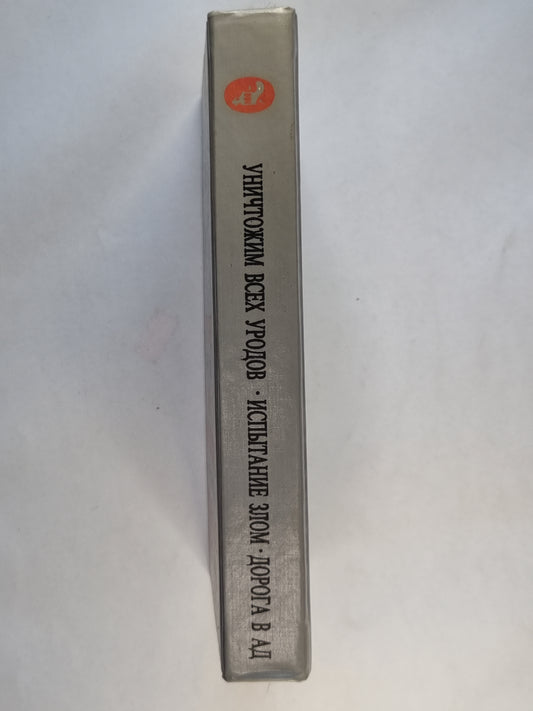 УНИЧТОЖИМ ВСЕХ УРОДОВ · ИСПЫТАНИЕ ЗЛОМ · ДОРОГА В АД